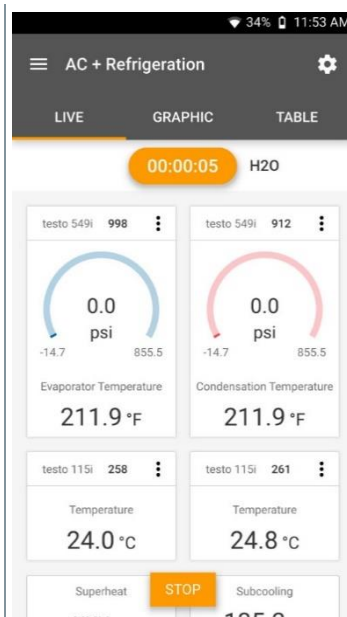 34% 11:53 AM
AC + Refrigeration
LIVE GRAPHIC TABLE
00:00:05 H2O
testo 549i 998 testo 549i 912
0.0 0.0
psi psi
-14.7 855.5 -14.7 855.5
Evaporator Temperature Condensation Temperature
211.9 °F 211.9 °F
testo 115i 258 testo 115i 261
Temperature Temperature
24.0 °C 24.8 °C
Superheat STOP Subcooling